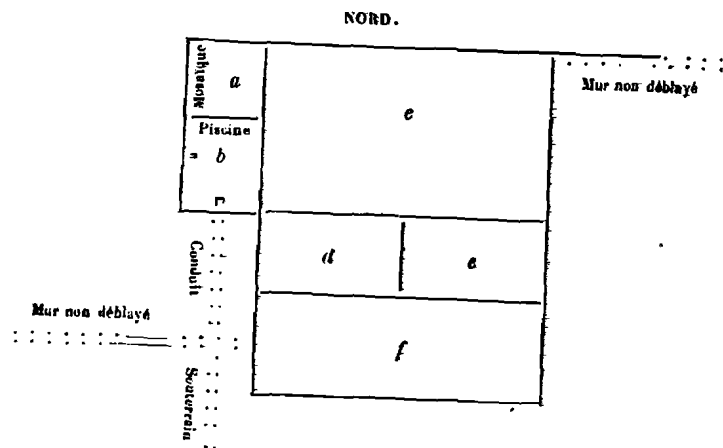 NORD.
Mosaïque
a
e
Mur non déblayé
Piscine
b
Conduit
d
e
Mur non déblayé
f
Souterrain